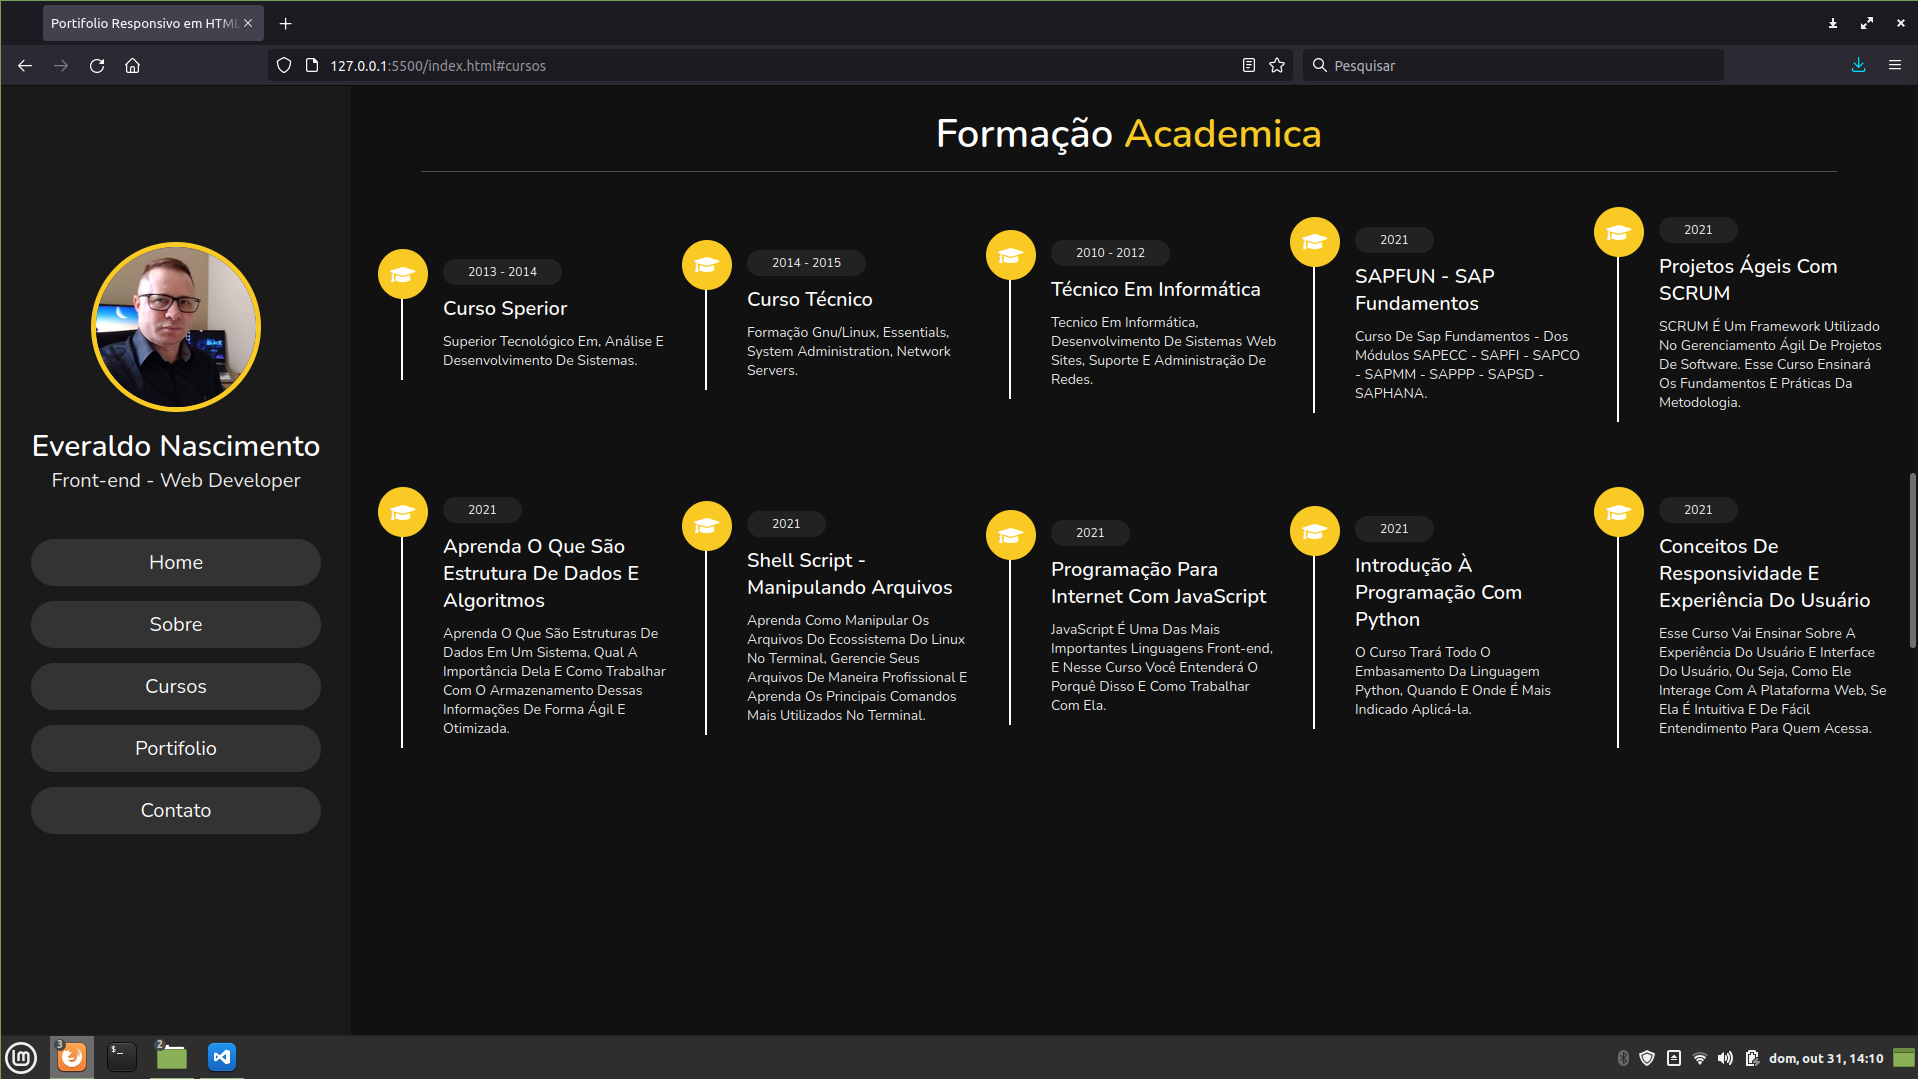 Portifolio Responsivo em HTML
127.0.0.1:5500/index.html#cursos
Pesquisar
Everaldo Nascimento
Front-end - Web Developer
Home
Sobre
Cursos
Portifolio
Contato
Formação Academica
2013 - 2014
Curso Sperior
Superior Tecnológico Em, Análise E
Desenvolvimento De Sistemas.
2014 - 2015
Curso Técnico
Formação Gnu/Linux, Essentials,
System Administration, Network
Servers.
2010 - 2012
Técnico Em Informática
Tecnico Em Informática,
Desenvolvimento De Sistemas Web
Sites, Suporte E Administração De
Redes.
2021
SAPFUN - SAP
Fundamentos
Curso De Sap Fundamentos - Dos
Módulos SAPECC - SAPFI - SAPCO
- SAPMM - SAPPP - SAPSD -
SAPHANA.
2021
Projetos Ágeis Com
SCRUM
SCRUM É Um Framework Utilizado
No Gerenciamento Ágil De Projetos
De Software. Esse Curso Ensinará
Os Fundamentos E Práticas Da
Metodologia.
2021
Aprenda O Que São
Estrutura De Dados E
Algoritmos
Aprenda O Que São Estruturas De
Dados Em Um Sistema, Qual A
Importância Dela E Como Trabalhar
Com O Armazenamento Dessas
Informações De Forma Ágil E
Otimizada.
2021
Shell Script -
Manipulando Arquivos
Aprenda Como Manipular Os
Arquivos Do Ecossistema Do Linux
No Terminal, Gerencie Seus
Arquivos De Maneira Profissional E
Aprenda Os Principais Comandos
Mais Utilizados No Terminal.
2021
Programação Para
Internet Com JavaScript
JavaScript É Uma Das Mais
Importantes Linguagens Front-end,
E Nesse Curso Você Entenderá O
Porquê Disso E Como Trabalhar
Com Ela.
2021
Introdução À
Programação Com
Python
O Curso Trará Todo O
Embasamento Da Linguagem
Python, Quando E Onde É Mais
Indicado Aplicá-la.
2021
Conceitos De
Responsividade E
Experiência Do Usuário
Esse Curso Vai Ensinar Sobre A
Experiência Do Usuário E Interface
Do Usuário, Ou Seja, Como Ele
Interage Com A Plataforma Web, Se
Ela É Intuitiva E De Fácil
Entendimento Para Quem Acessa.
3
$_
2
dom, out 31, 14:10